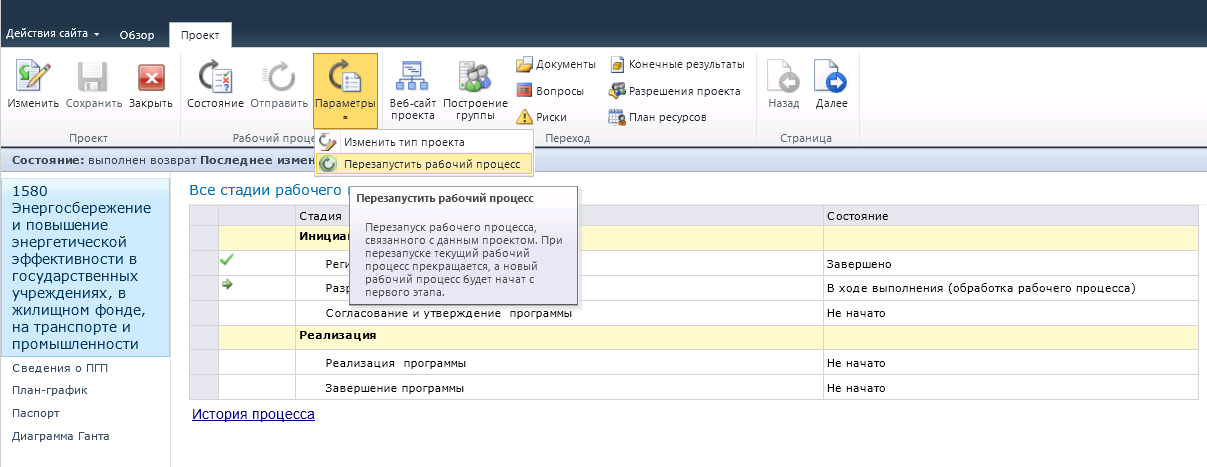 Действия сайта
Обзор
Проект
Изменить
Сохранить
Закрыть
Состояние
Отправить
Параметры
Веб-сайт
проекта
Построение
группы
Документы
Вопросы
Риски
Конечные результаты
Разрешения проекта
План ресурсов
Назад
Далее
Проект
Рабочий проце
Переход
Страница
Изменить тип проекта
Перезапустить рабочий процесс
Состояние: выполнен возврат Последнее измен
1580
Энергосбережение
и повышение
энергетической
эффективности в
государственных
учреждениях, в
жилищном фонде,
на транспорте и
промышленности
Сведения о ПГП
План-график
Паспорт
Диаграмма Ганта
Все стадии рабочего
Перезапустить рабочий процесс
Перезапуск рабочего процесса,
связанного с данным проектом. При
перезапуске текущий рабочий
процесс прекращается, а новый
рабочий процесс будет начат с
первого этапа.
Стадия
Состояние
Инициа
Реги
Завершено
Разр
В ходе выполнения (обработка рабочего процесса)
Согласование и утверждение программы
Не начато
Реализация
Реализация программы
Не начато
Завершение программы
Не начато
История процесса